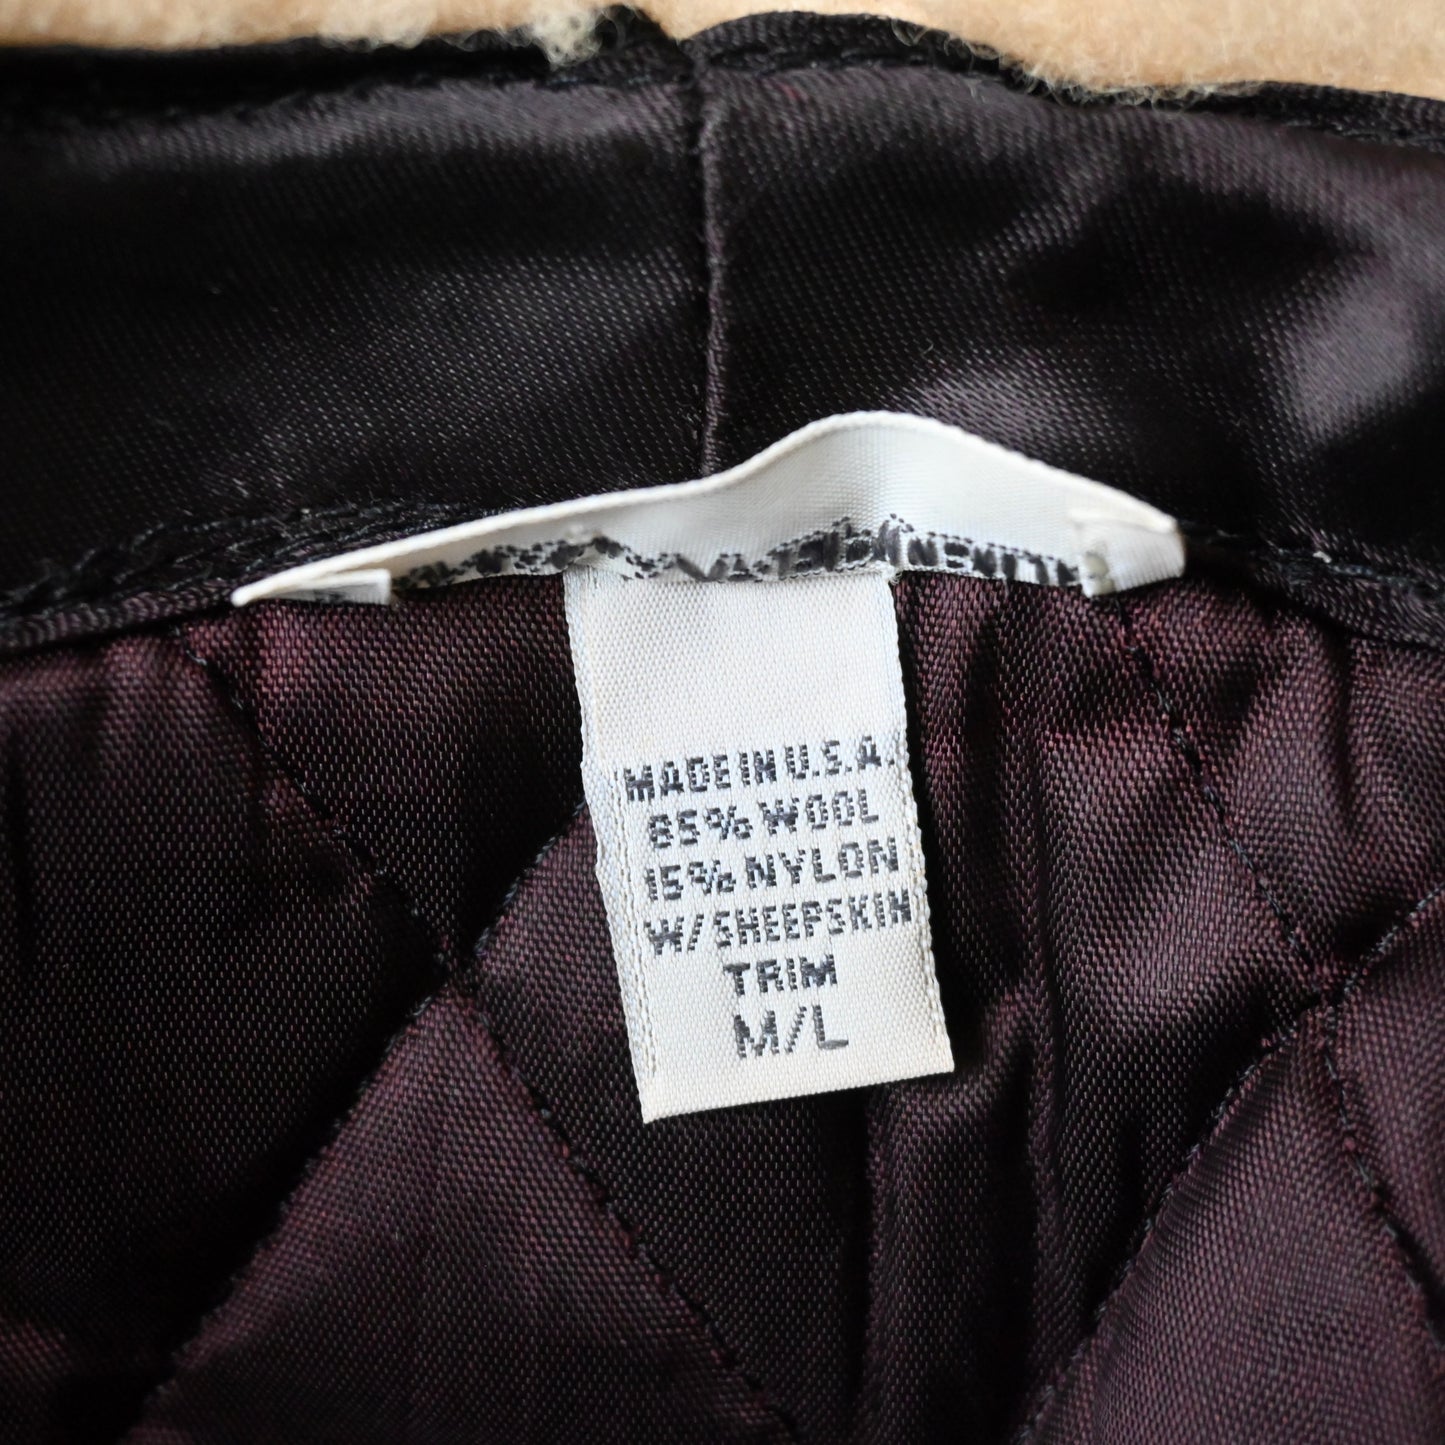 MADE IN U.S.A.
85% WOOL
15% NYLON
W/SHEEPSKIN
TRIM
M/L